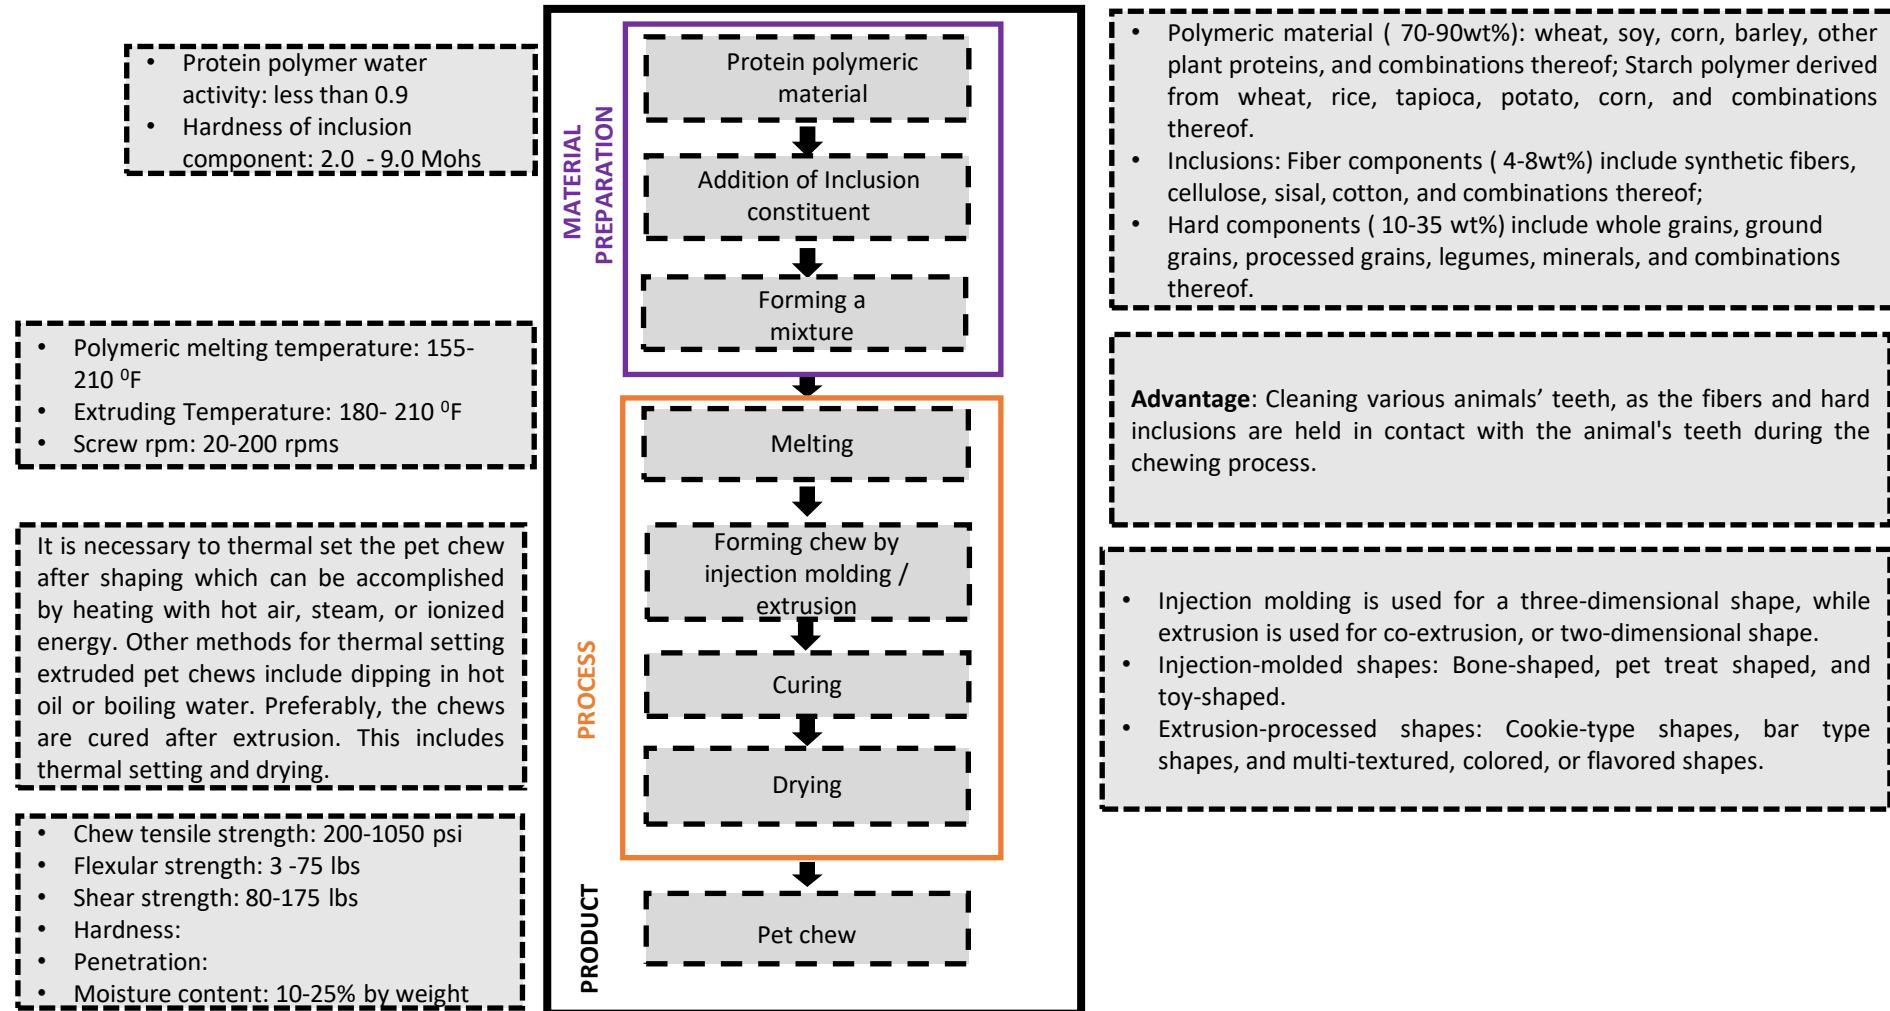 • Protein polymer water
activity: less than 0.9
• Hardness of inclusion
component: 2.0 - 9.0 Mohs
• Polymeric melting temperature: 155-
210 ⁰F
• Extruding Temperature: 180- 210 ⁰F
• Screw rpm: 20-200 rpms
It is necessary to thermal set the pet chew
after shaping which can be accomplished
by heating with hot air, steam, or ionized
energy. Other methods for thermal setting
extruded pet chews include dipping in hot
oil or boiling water. Preferably, the chews
are cured after extrusion. This includes
thermal setting and drying.
• Chew tensile strength: 200-1050 psi
• Flexular strength: 3 -75 lbs
• Shear strength: 80-175 lbs
• Hardness:
• Penetration:
• Moisture content: 10-25% by weight
MATERIAL
PREPARATION
Protein polymeric
material
Addition of Inclusion
constituent
Forming a
mixture
PROCESS
Melting
Forming chew by
injection molding /
extrusion
Curing
Drying
PRODUCT
Pet chew
• Polymeric material ( 70-90wt%): wheat, soy, corn, barley, other
plant proteins, and combinations thereof; Starch polymer derived
from wheat, rice, tapioca, potato, corn, and combinations
thereof.
• Inclusions: Fiber components ( 4-8wt%) include synthetic fibers,
cellulose, sisal, cotton, and combinations thereof;
• Hard components ( 10-35 wt%) include whole grains, ground
grains, processed grains, legumes, minerals, and combinations
thereof.
Advantage: Cleaning various animals’ teeth, as the fibers and hard
inclusions are held in contact with the animal's teeth during the
chewing process.
• Injection molding is used for a three-dimensional shape, while
extrusion is used for co-extrusion, or two-dimensional shape.
• Injection-molded shapes: Bone-shaped, pet treat shaped, and
toy-shaped.
• Extrusion-processed shapes: Cookie-type shapes, bar type
shapes, and multi-textured, colored, or flavored shapes.